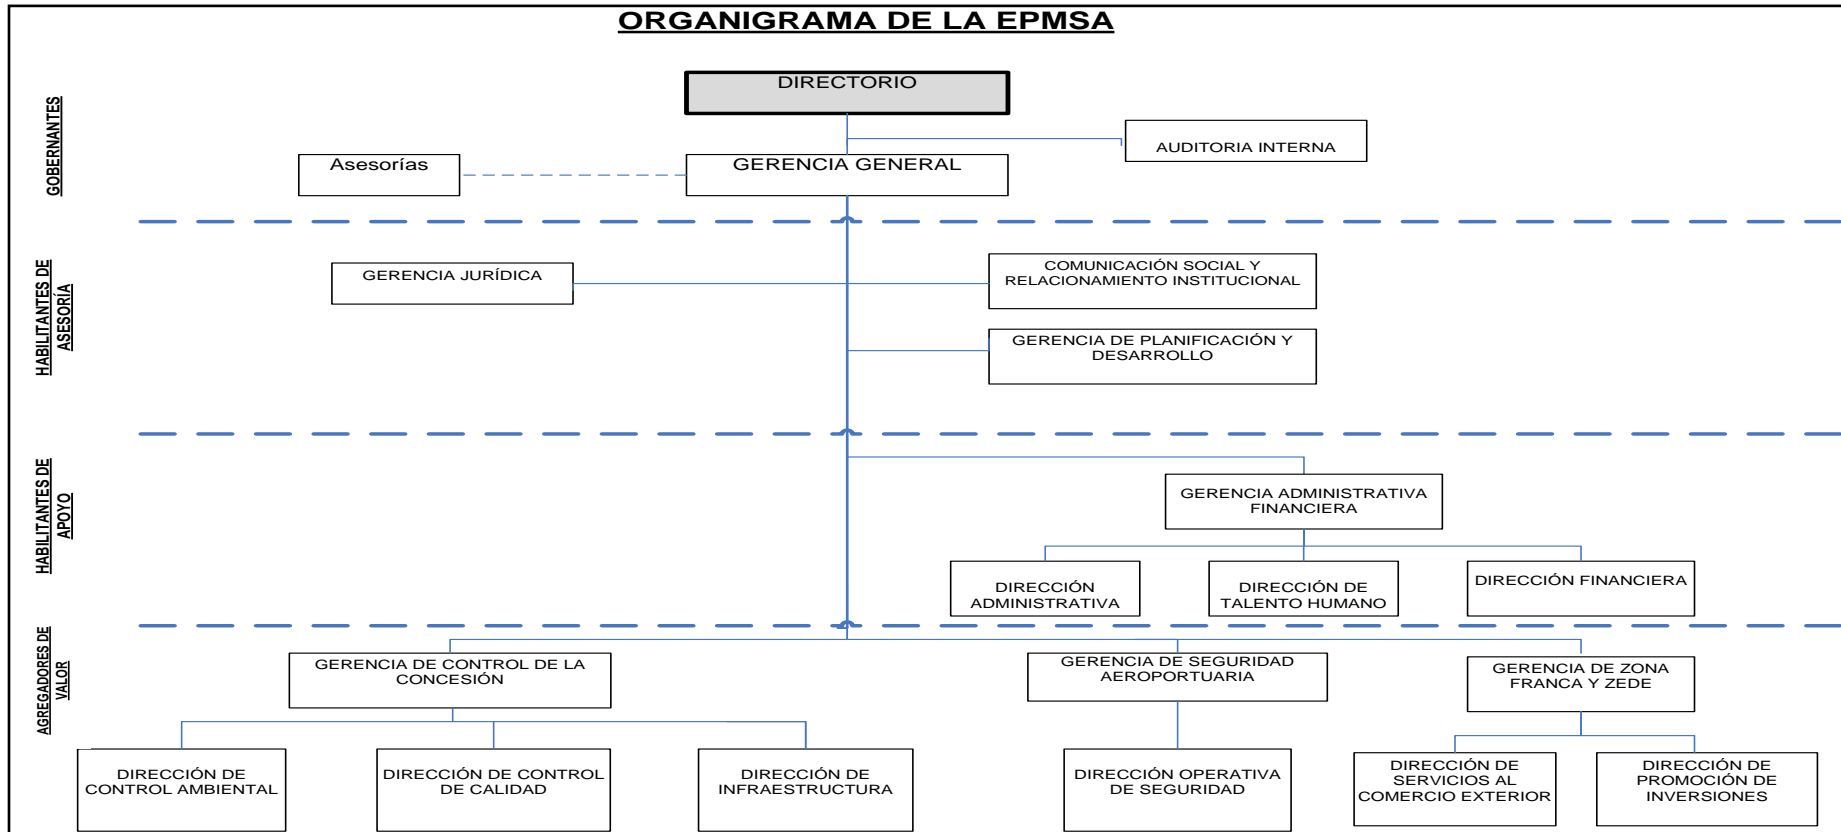 ORGANIGRAMA DE LA EPMSA
GOBERNANTES
DIRECTORIO
AUDITORIA INTERNA
Asesorías
GERENCIA GENERAL
HABILITANTES DE
ASESORÍA
GERENCIA JURÍDICA
COMUNICACIÓN SOCIAL Y
RELACIONAMIENTO INSTITUCIONAL
GERENCIA DE PLANIFICACIÓN Y
DESARROLLO
HABILITANTES DE
APOYO
GERENCIA ADMINISTRATIVA
FINANCIERA
DIRECCIÓN
ADMINISTRATIVA
DIRECCIÓN DE
TALENTO HUMANO
DIRECCIÓN FINANCIERA
AGREGADORES DE
VALOR
GERENCIA DE CONTROL DE LA
CONCESIÓN
GERENCIA DE SEGURIDAD
AEROPORTUARIA
GERENCIA DE ZONA
FRANCA Y ZEDE
DIRECCIÓN DE
CONTROL AMBIENTAL
DIRECCIÓN DE CONTROL
DE CALIDAD
DIRECCIÓN DE
INFRAESTRUCTURA
DIRECCIÓN OPERATIVA
DE SEGURIDAD
DIRECCIÓN DE
SERVICIOS AL
COMERCIO EXTERIOR
DIRECCIÓN DE
PROMOCIÓN DE
INVERSIONES